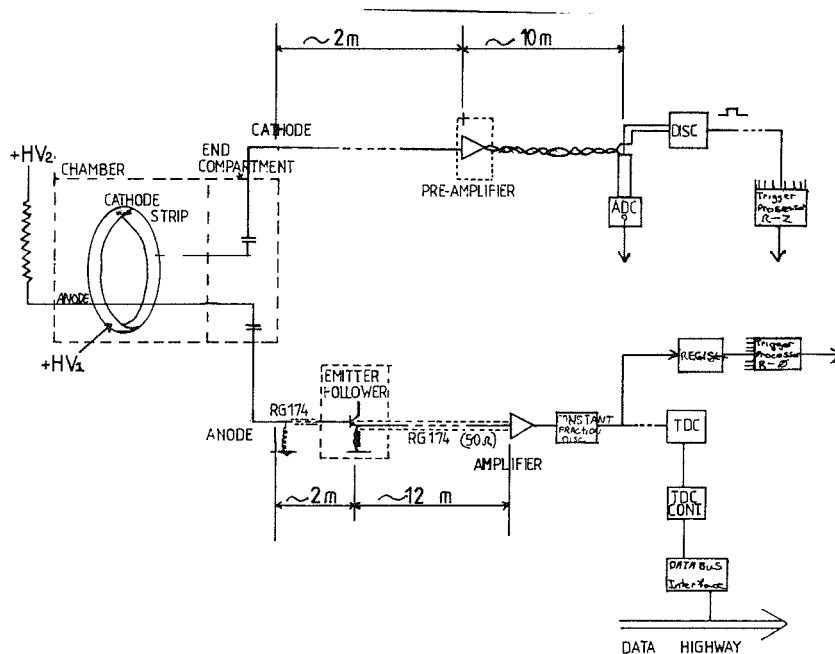 ~2m
~10m
CATHODE
DISC
+HV2
END
COMPARTMENT
CHAMBER
PRE-AMPLIFIER
CATHODE
STRIP
ADC
Trigger
Processor
R-Z
ANODE
+HV1
EMITTER
FOLLOWER
Trigger
Processor
R-Ø
RG174
ANODE
RG174 (50Ω)
AMPLIFIER
CONSTANT
FRACTION
DISC
TDC
~2m
~12 m
TDC
CONT.
DATA BUS
Interface
DATA HIGHWAY